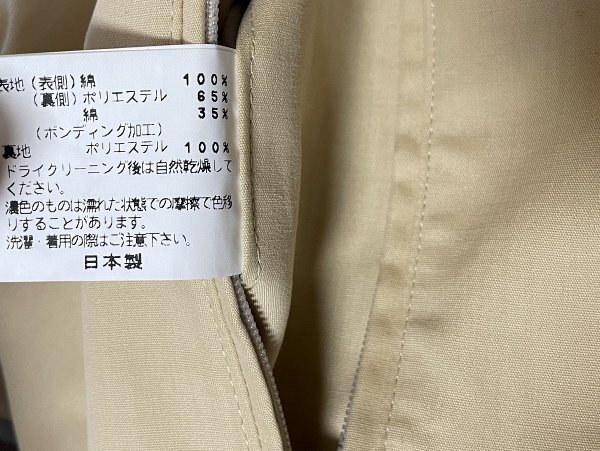 表地(表側)綿 100%
(裏側)ポリエステル 65%
綿 35%
(ボンディング加工)
裏地 ポリエステル 100%
ドライクリーニング後は自然乾燥して
ください。
濃色のものは濡れた状態での摩擦で色移
りすることがあります。
洗濯・着用の際はご注意下さい。
日本製